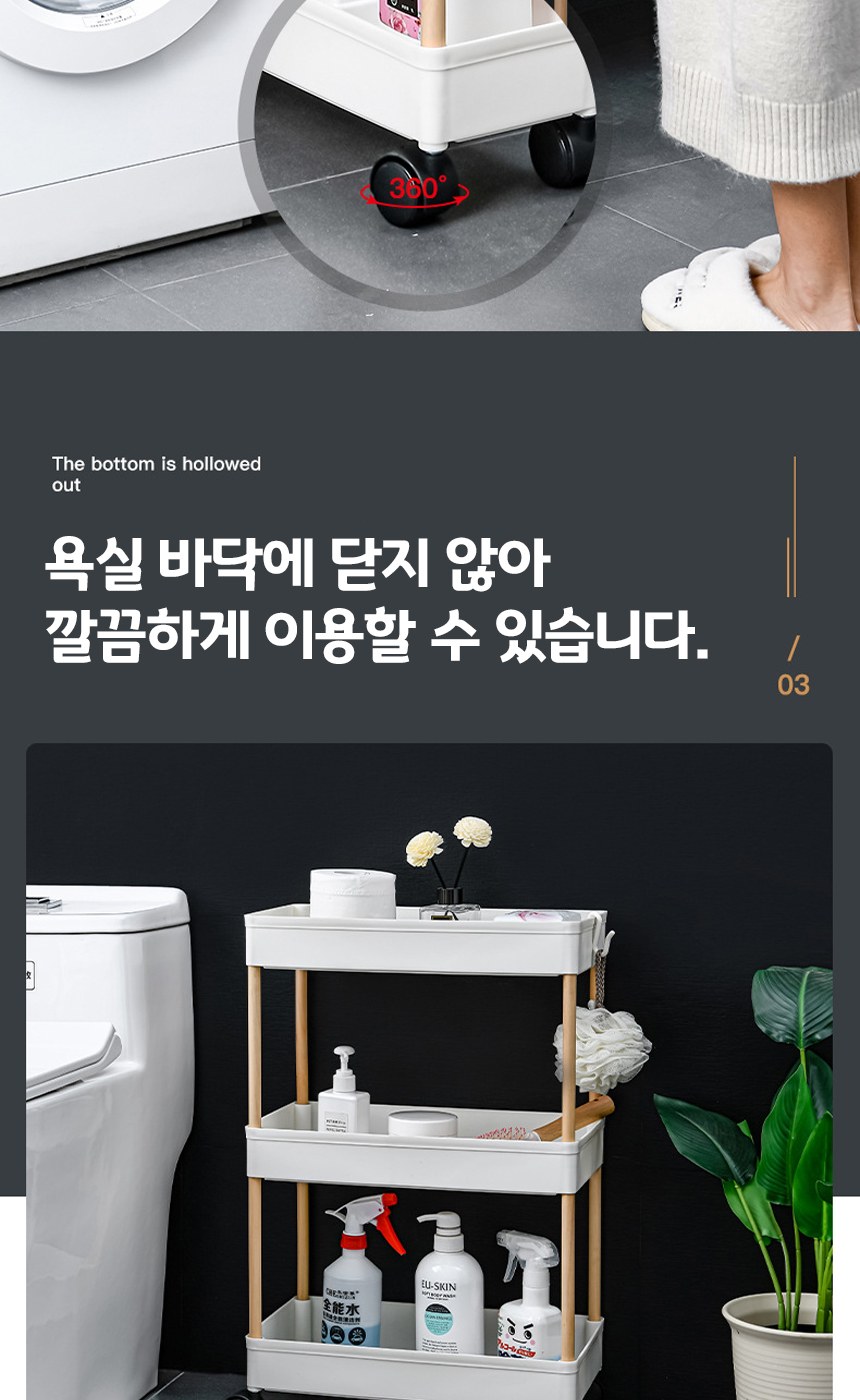 360°
The bottom is hollowed
out
욕실 바닥에 닫지 않아
깔끔하게 이용할 수 있습니다.
/
03
EU-SKIN
全能水